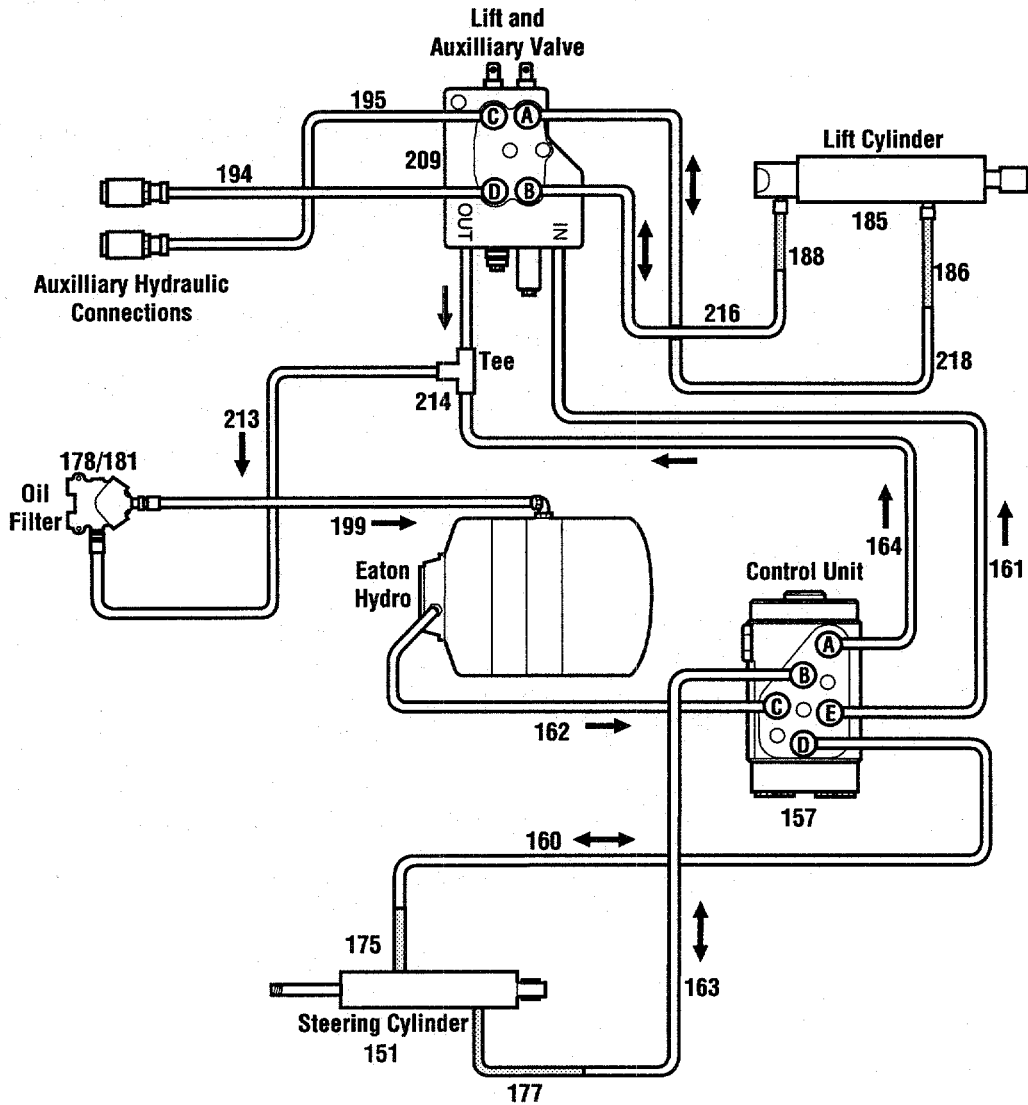 Lift and
Auxilliary Valve
195
C
A
Lift Cylinder
209
194
D
B
185
OUT
IN
188
186
Auxilliary Hydraulic
Connections
216
218
Tee
214
213
178/181
Oil
Filter
199
164
161
Eaton
Hydro
Control Unit
A
B
C
E
162
D
157
160
175
163
Steering Cylinder
151
177